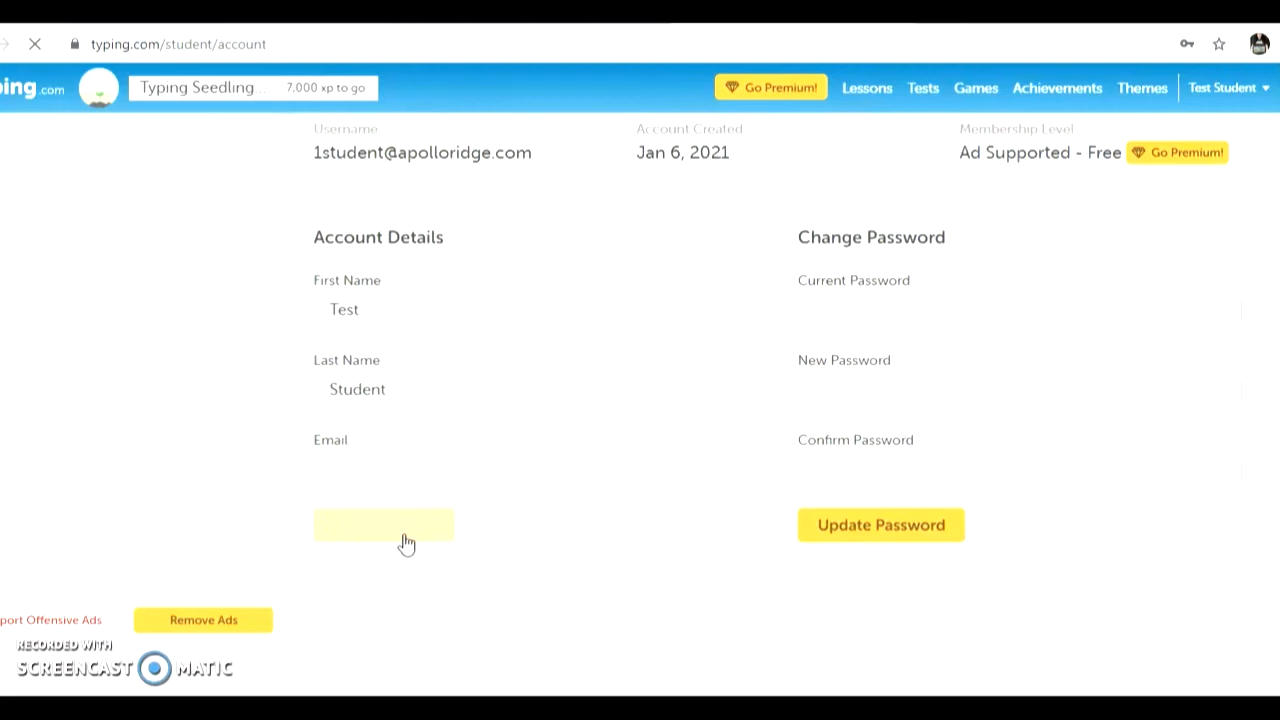 typing.com/student/account
ing.com
Typing Seedling... 7,000 xp to go
Go Premium!
Lessons Tests Games Achievements Themes Test Student
Username
1student@apolloridge.com
Account Created
Jan 6, 2021
Membership Level
Ad Supported - Free Go Premium!
Account Details
First Name
Test
Last Name
Student
Email
Change Password
Current Password
New Password
Confirm Password
Update Password
port Offensive Ads
Remove Ads
RECORDED WITH
SCREENCAST MATIC